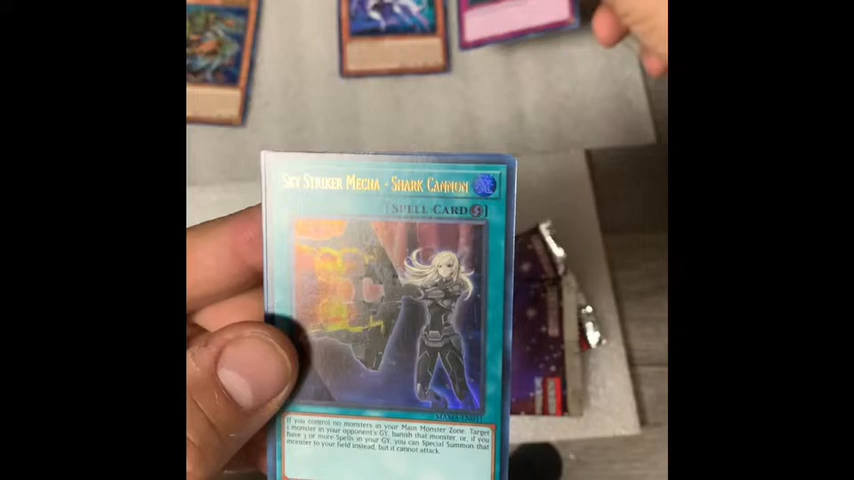 Sky Striker Mecha - Shark Cannon
[Spell Card]
MAMA-EN031
If you control no monsters in your Main Monster Zone: Target
1 monster in your opponent's GY; banish that monster, or, if you
have 3 or more Spells in your GY, you can Special Summon that
monster to your field instead, but it cannot attack.